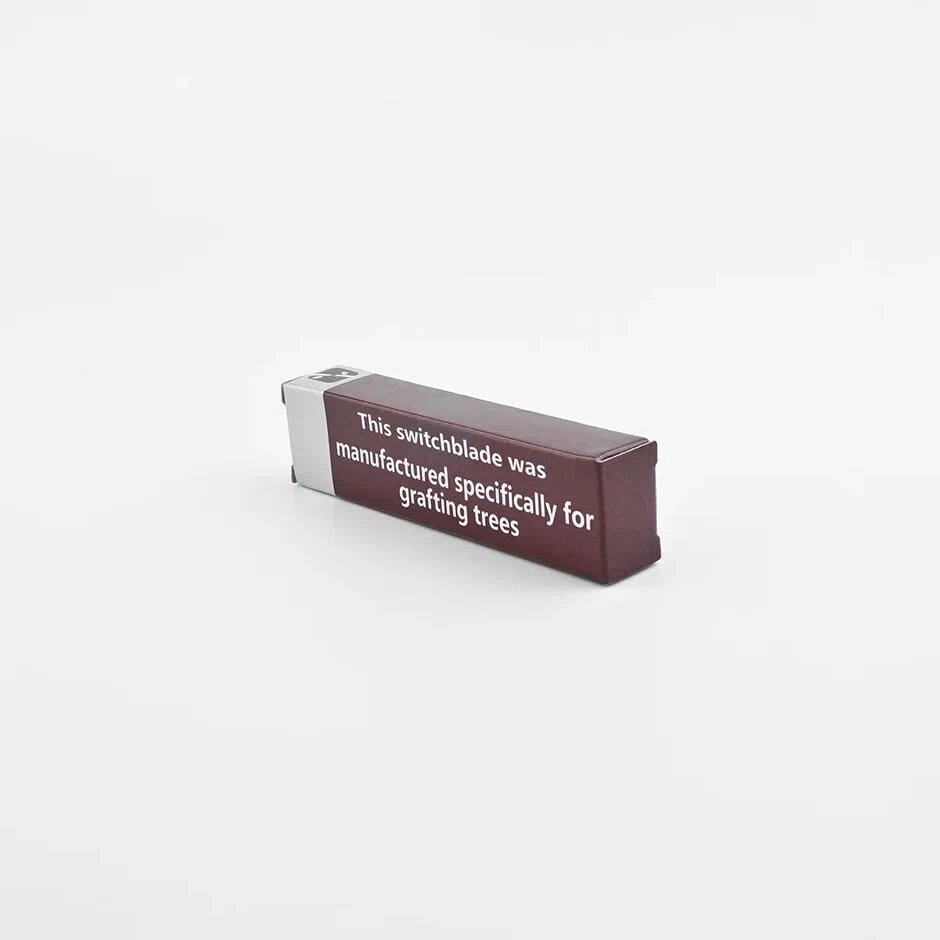 This switchblade was
manufactured specifically for
grafting trees